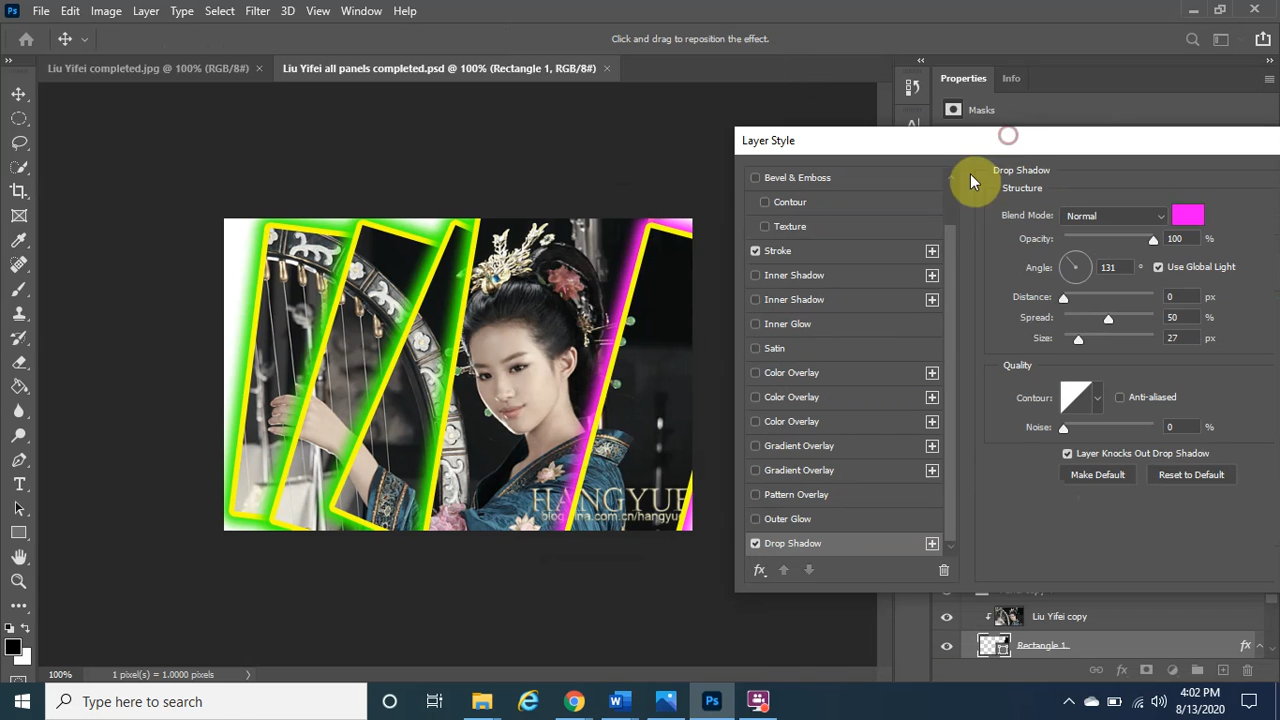 Ps File Edit Image Layer Type Select Filter 3D View Window Help
Click and drag to reposition the effect.
Liu Yifei completed.jpg @ 100% (RGB/8#) × Liu Yifei all panels completed.psd @ 100% (Rectangle 1, RGB/8#) ×
Properties Info
Masks
Layer Style
Bevel & Emboss
Contour
Texture
Stroke
Inner Shadow
Inner Shadow
Inner Glow
Satin
Color Overlay
Color Overlay
Color Overlay
Gradient Overlay
Gradient Overlay
Pattern Overlay
Outer Glow
Drop Shadow
fx
Drop Shadow
Structure
Blend Mode: Normal
Opacity: 100 %
Angle: 131 ° Use Global Light
Distance: 0 px
Spread: 50 %
Size: 27 px
Quality
Contour: Anti-aliased
Noise: 0 %
Layer Knocks Out Drop Shadow
Make Default Reset to Default
HANGYUE
Liu Yifei copy
Rectangle 1 fx
100% 1 pixel(s) = 1.0000 pixels
Type here to search
4:02 PM
8/13/2020